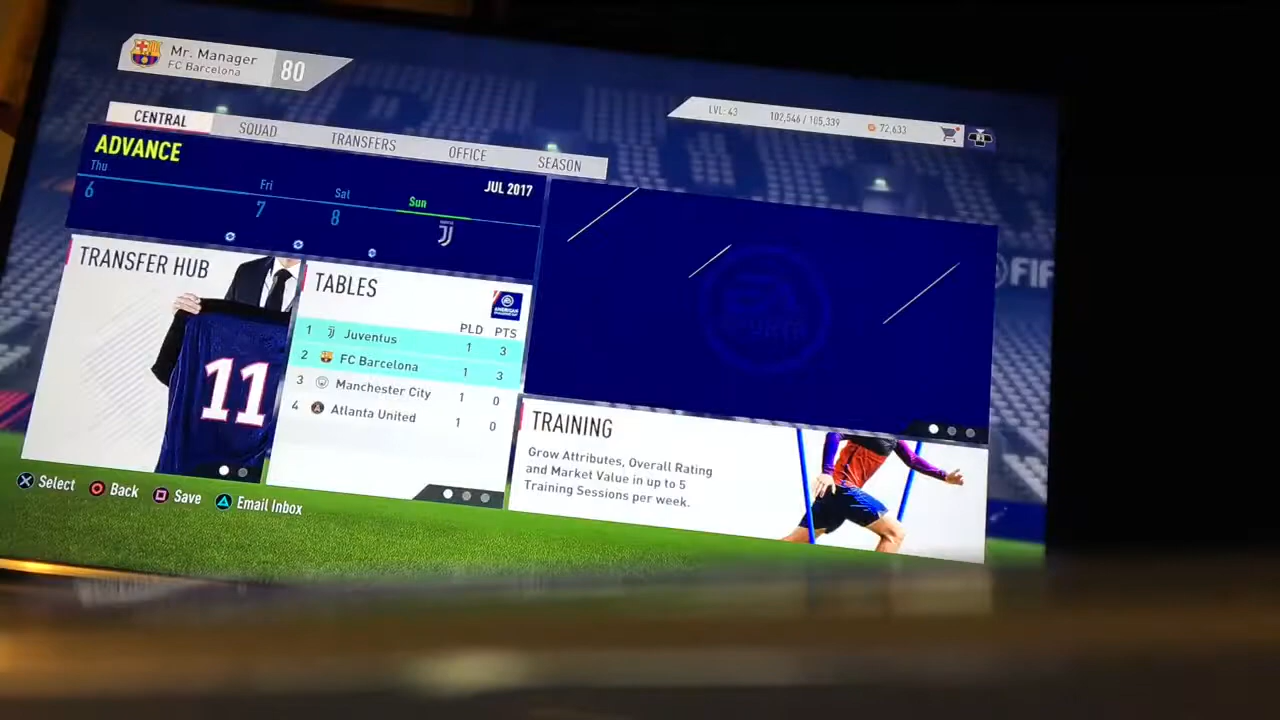 Mr. Manager
FC Barcelona
80
LVL: 43 102,546 / 105,339 72,633
CENTRAL SQUAD TRANSFERS OFFICE SEASON
ADVANCE
JUL 2017
Thu Fri Sat Sun
6 7 8
TRANSFER HUB
11
TABLES
PLD PTS
1 Juventus 1 3
2 FC Barcelona 1 3
3 Manchester City 1 0
4 Atlanta United 1 0
EA SPORTS
FIF
TRAINING
Grow Attributes, Overall Rating
and Market Value in up to 5
Training Sessions per week.
Select Back Save Email Inbox